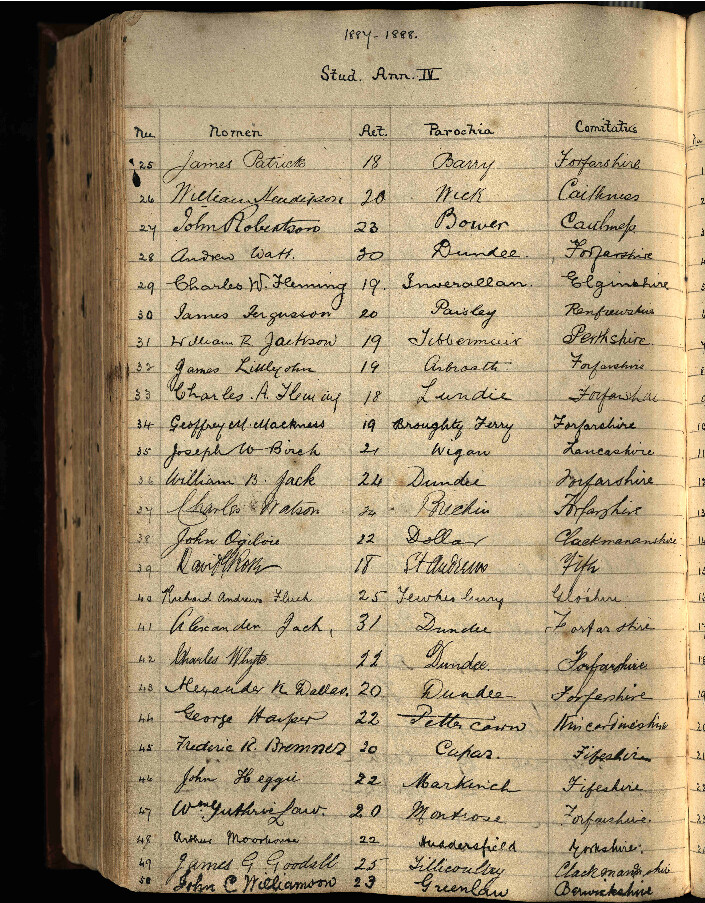 1887-1888.
Stud. Ann. IV
Nu Nomen Aet. Parochia Comitatus
25 James Patrick 18 Barry Forfarshire
26 William Henderson 20 Wick Caithness
27 John Robertson 23 Bower Caithness
28 Andrew Watt. 20 Dundee. Forfarshire
29 Charles W. Fleming 19. Inverallan. Elginshire
30 James Fergusson 20 Paisley Renfrewshire
31 William R Jackson 19 Tibbermuir Perthshire
32 James Littlejohn 19 Arbroath Forfarshire
33 Charles A. Fleming 18 Lundie Forfarshire
34 Geoffrey M. Mackness 19 Broughty Ferry Forfarshire
35 Joseph W Birch 21 Wigan Lancashire
36 William B. Jack 24 Dundee Forfarshire
37 Charles Watson Brechin Forfarshire
38 John Ogilvie 22 Dollar Clackmananshire
39 David Ross 18 St Andrews Fife
40 Richard Andrews 25 Tewkesbury Gloshire
41 Alexander Jack, 31 Dundee Forfarshire
42 Charles Whyte 22 Dundee. Forfarshire
43 Alexander K Dallas. 20 Dundee Forfarshire
44 George Harper 22 Fettercairn Kincardineshire
45 Frederic K. Bremner 20 Cupar. Fifeshire
46 John Heggie 22 Markinch Fifeshire
47 Wm Guthrie Law. 20 Montrose Forfarshire.
48 Arthur Moorhouse 22 Huddersfield Yorkshire.
49 James G Goodall 25 Tillicoultry Clackmannshire
50 John C Williamson 23 Greenlaw Berwickshire